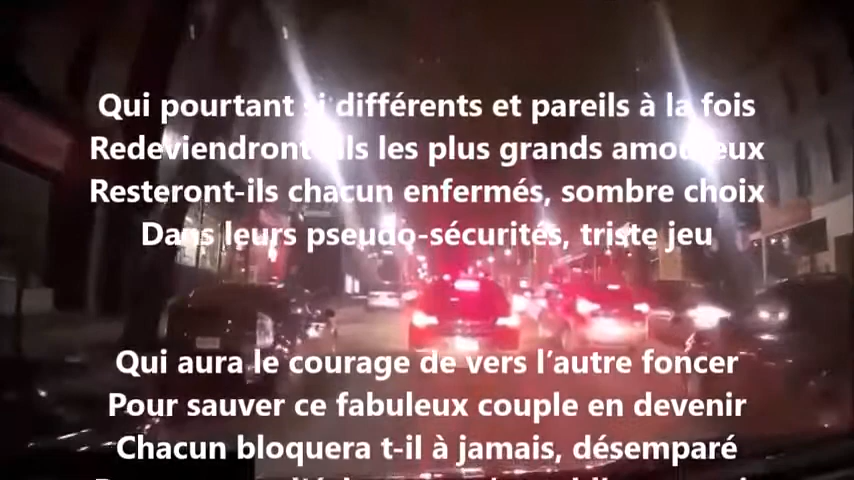 Qui pourtant si différents et pareils à la fois
Redeviendront-ils les plus grands amoureux
Resteront-ils chacun enfermés, sombre choix
Dans leurs pseudo-sécurités, triste jeu
Qui aura le courage de vers l’autre foncer
Pour sauver ce fabuleux couple en devenir
Chacun bloquera t-il à jamais, désemparé